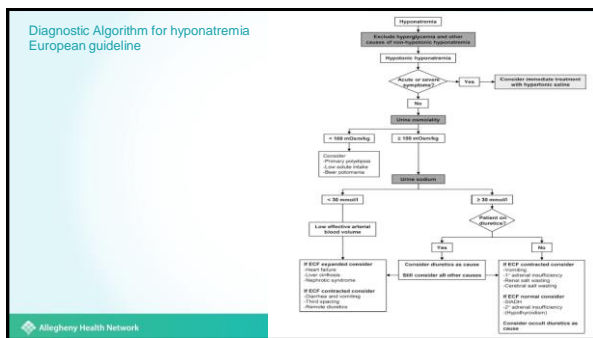 Diagnostic Algorithm for hyponatremia
European guideline
Hyponatremia
Exclude hyperglycemia and other
causes of non-hypotonic hyponatremia
Hypotonic hyponatremia
Acute or severe
symptoms?
Yes
Consider immediate treatment
with hypertonic saline
No
Urine osmolality
< 100 mOsm/kg
≥ 100 mOsm/kg
Consider
-Primary polydipsia
-Low solute intake
-Beer potomania
Urine sodium
< 30 mmol/l
≥ 30 mmol/l
Low effective arterial
blood volume
Patient on
diuretics?
Yes
No
If ECF expanded consider
-Heart failure
-Liver cirrhosis
-Nephrotic syndrome
If ECF contracted consider
-Diarrhea and vomiting
-Third spacing
-Remote diuretics
Consider diuretics as cause
Still consider all other causes
If ECF contracted consider
-Vomiting
-1° adrenal insufficiency
-Renal salt wasting
-Cerebral salt wasting
If ECF normal consider
-SIADH
-2° adrenal insufficiency
-(Hypothyroidism)
Consider occult diuretics as
cause
Allegheny Health Network